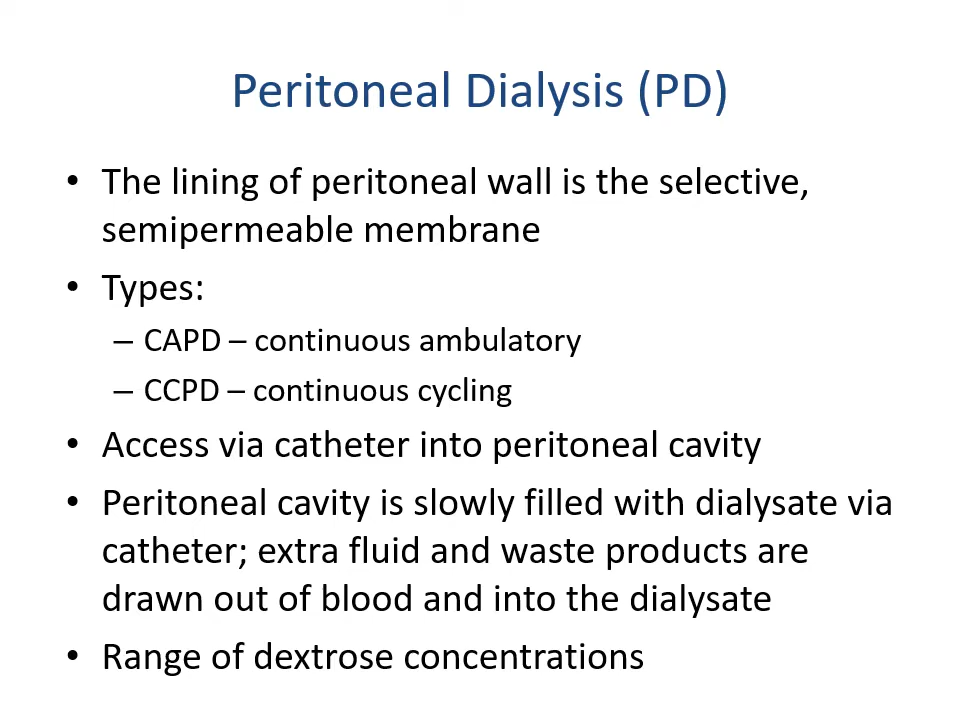 Peritoneal Dialysis (PD)
• The lining of peritoneal wall is the selective,
semipermeable membrane
• Types:
– CAPD – continuous ambulatory
– CCPD – continuous cycling
• Access via catheter into peritoneal cavity
• Peritoneal cavity is slowly filled with dialysate via
catheter; extra fluid and waste products are
drawn out of blood and into the dialysate
• Range of dextrose concentrations